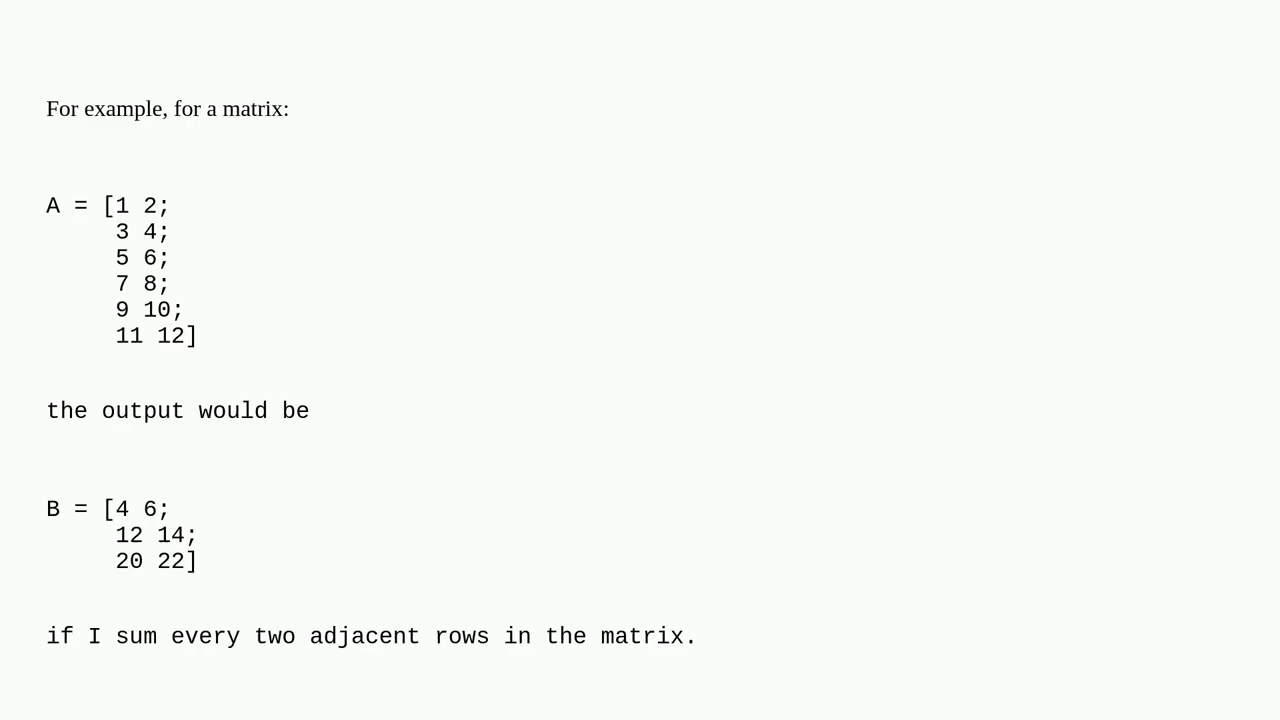 For example, for a matrix:
A = [1 2;
     3 4;
     5 6;
     7 8;
     9 10;
     11 12]
the output would be
B = [4 6;
     12 14;
     20 22]
if I sum every two adjacent rows in the matrix.